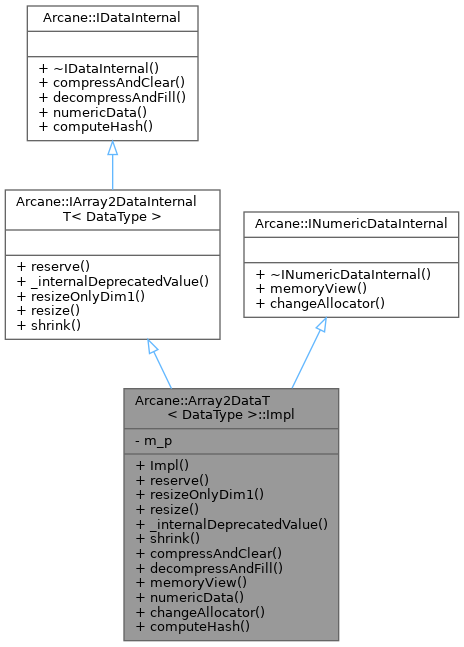 Arcane::IDataInternal
+ ~IDataInternal()
+ compressAndClear()
+ decompressAndFill()
+ numericData()
+ computeHash()
Arcane::IArray2DataInternal
T< DataType >
+ reserve()
+ _internalDeprecatedValue()
+ resizeOnlyDim1()
+ resize()
+ shrink()
Arcane::INumericDataInternal
+ ~INumericDataInternal()
+ memoryView()
+ changeAllocator()
Arcane::Array2DataT
< DataType >::Impl
- m_p
+ Impl()
+ reserve()
+ resizeOnlyDim1()
+ resize()
+ _internalDeprecatedValue()
+ shrink()
+ compressAndClear()
+ decompressAndFill()
+ memoryView()
+ numericData()
+ changeAllocator()
+ computeHash()